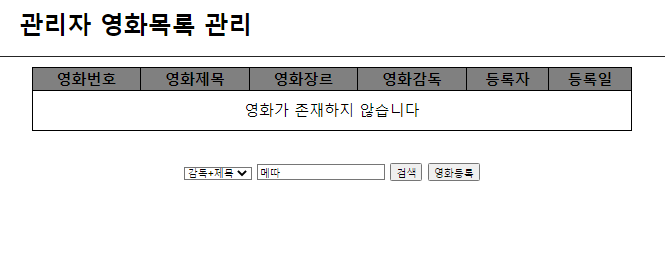 관리자 영화목록 관리
영화번호 영화제목 영화장르 영화감독 등록자 등록일
영화가 존재하지 않습니다
감독+제목 메따 검색 영화등록